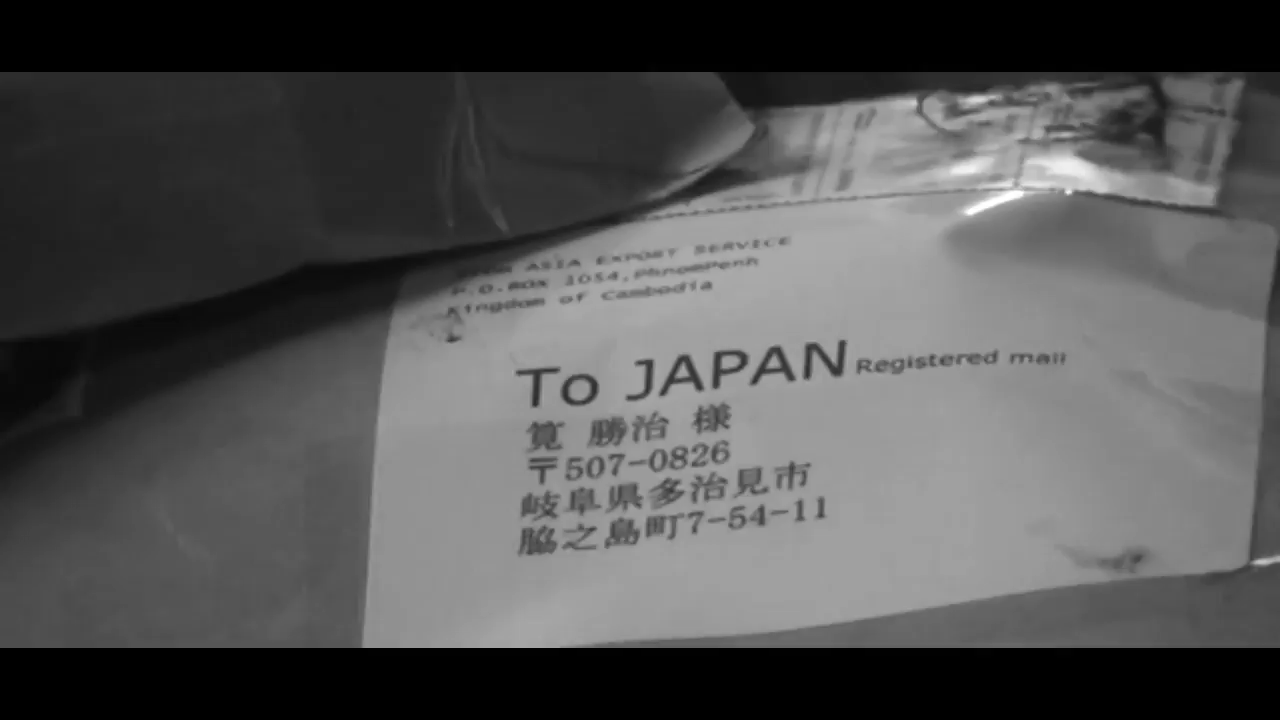 ASIA EXPORT SERVICE
P.O.BOX 1054,PhnomPenh
Kingdom of Cambodia
To JAPAN Registered mail
筧 勝治 様
〒507-0826
岐阜県多治見市
脇之島町7-54-11